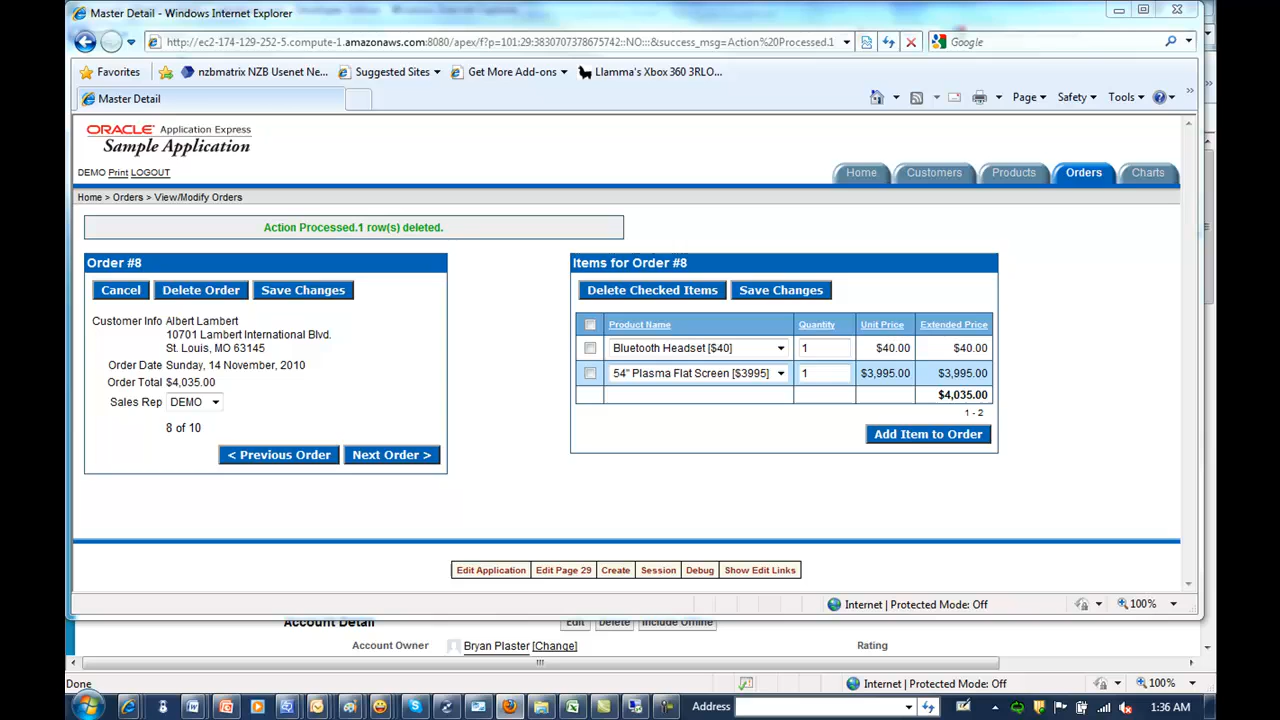 Master Detail - Windows Internet Explorer
http://ec2-174-129-252-5.compute-1.amazonaws.com:8080/apex/f?p=101:29:3830707378675742::NO:::&success_msg=Action%20Processed.1
Google
Favorites
nzbmatrix NZB Usenet Ne...
Suggested Sites
Get More Add-ons
Llamma's Xbox 360 3RLO...
Master Detail
Page
Safety
Tools
ORACLE Application Express
Sample Application
DEMO Print LOGOUT
Home
Customers
Products
Orders
Charts
Home > Orders > View/Modify Orders
Action Processed.1 row(s) deleted.
Order #8
Cancel
Delete Order
Save Changes
Customer Info Albert Lambert
10701 Lambert International Blvd.
St. Louis, MO 63145
Order Date Sunday, 14 November, 2010
Order Total $4,035.00
Sales Rep DEMO
8 of 10
< Previous Order
Next Order >
Items for Order #8
Delete Checked Items
Save Changes
Product Name Quantity Unit Price Extended Price
Bluetooth Headset [$40] 1 $40.00 $40.00
54" Plasma Flat Screen [$3995] 1 $3,995.00 $3,995.00
$4,035.00
1 - 2
Add Item to Order
Edit Application
Edit Page 29
Create
Session
Debug
Show Edit Links
Internet | Protected Mode: Off
100%
Account Detail
Edit
Delete
Include Offline
Account Owner
Bryan Plaster [Change]
Rating
Done
Internet | Protected Mode: Off
100%
Address
1:36 AM